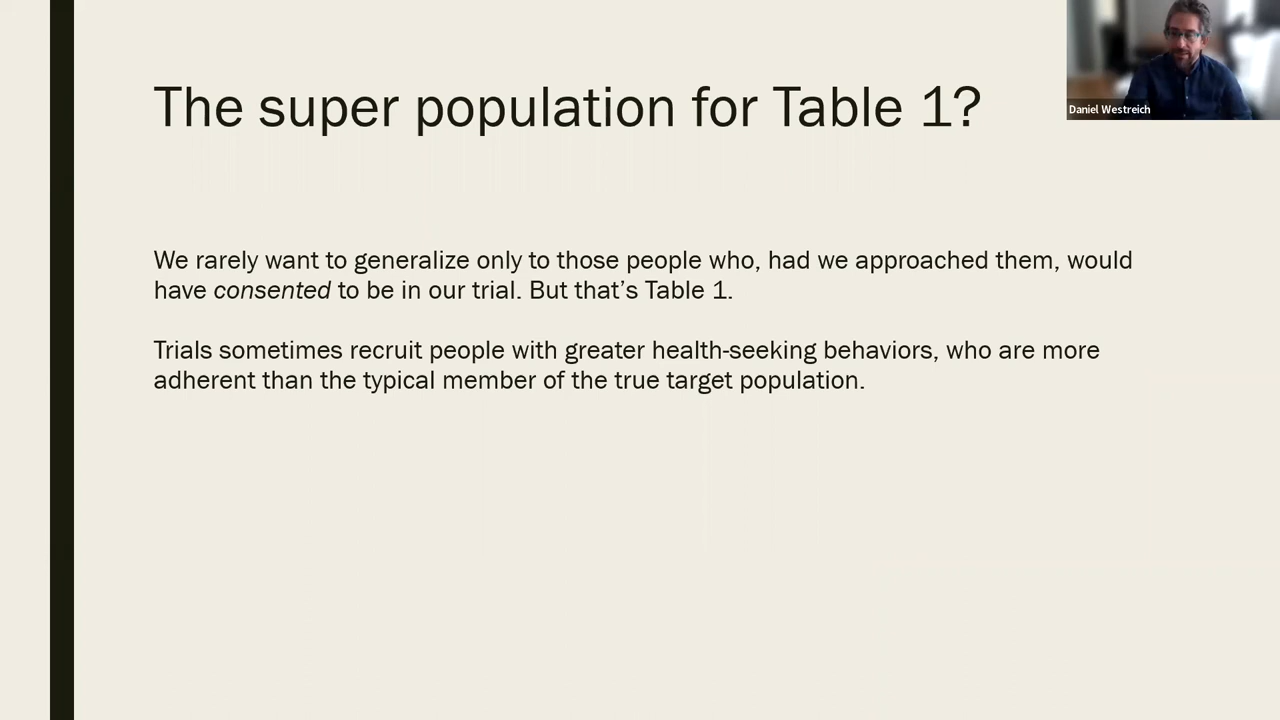 The super population for Table 1?
Daniel Westreich
We rarely want to generalize only to those people who, had we approached them, would
have consented to be in our trial. But that’s Table 1.
Trials sometimes recruit people with greater health-seeking behaviors, who are more
adherent than the typical member of the true target population.